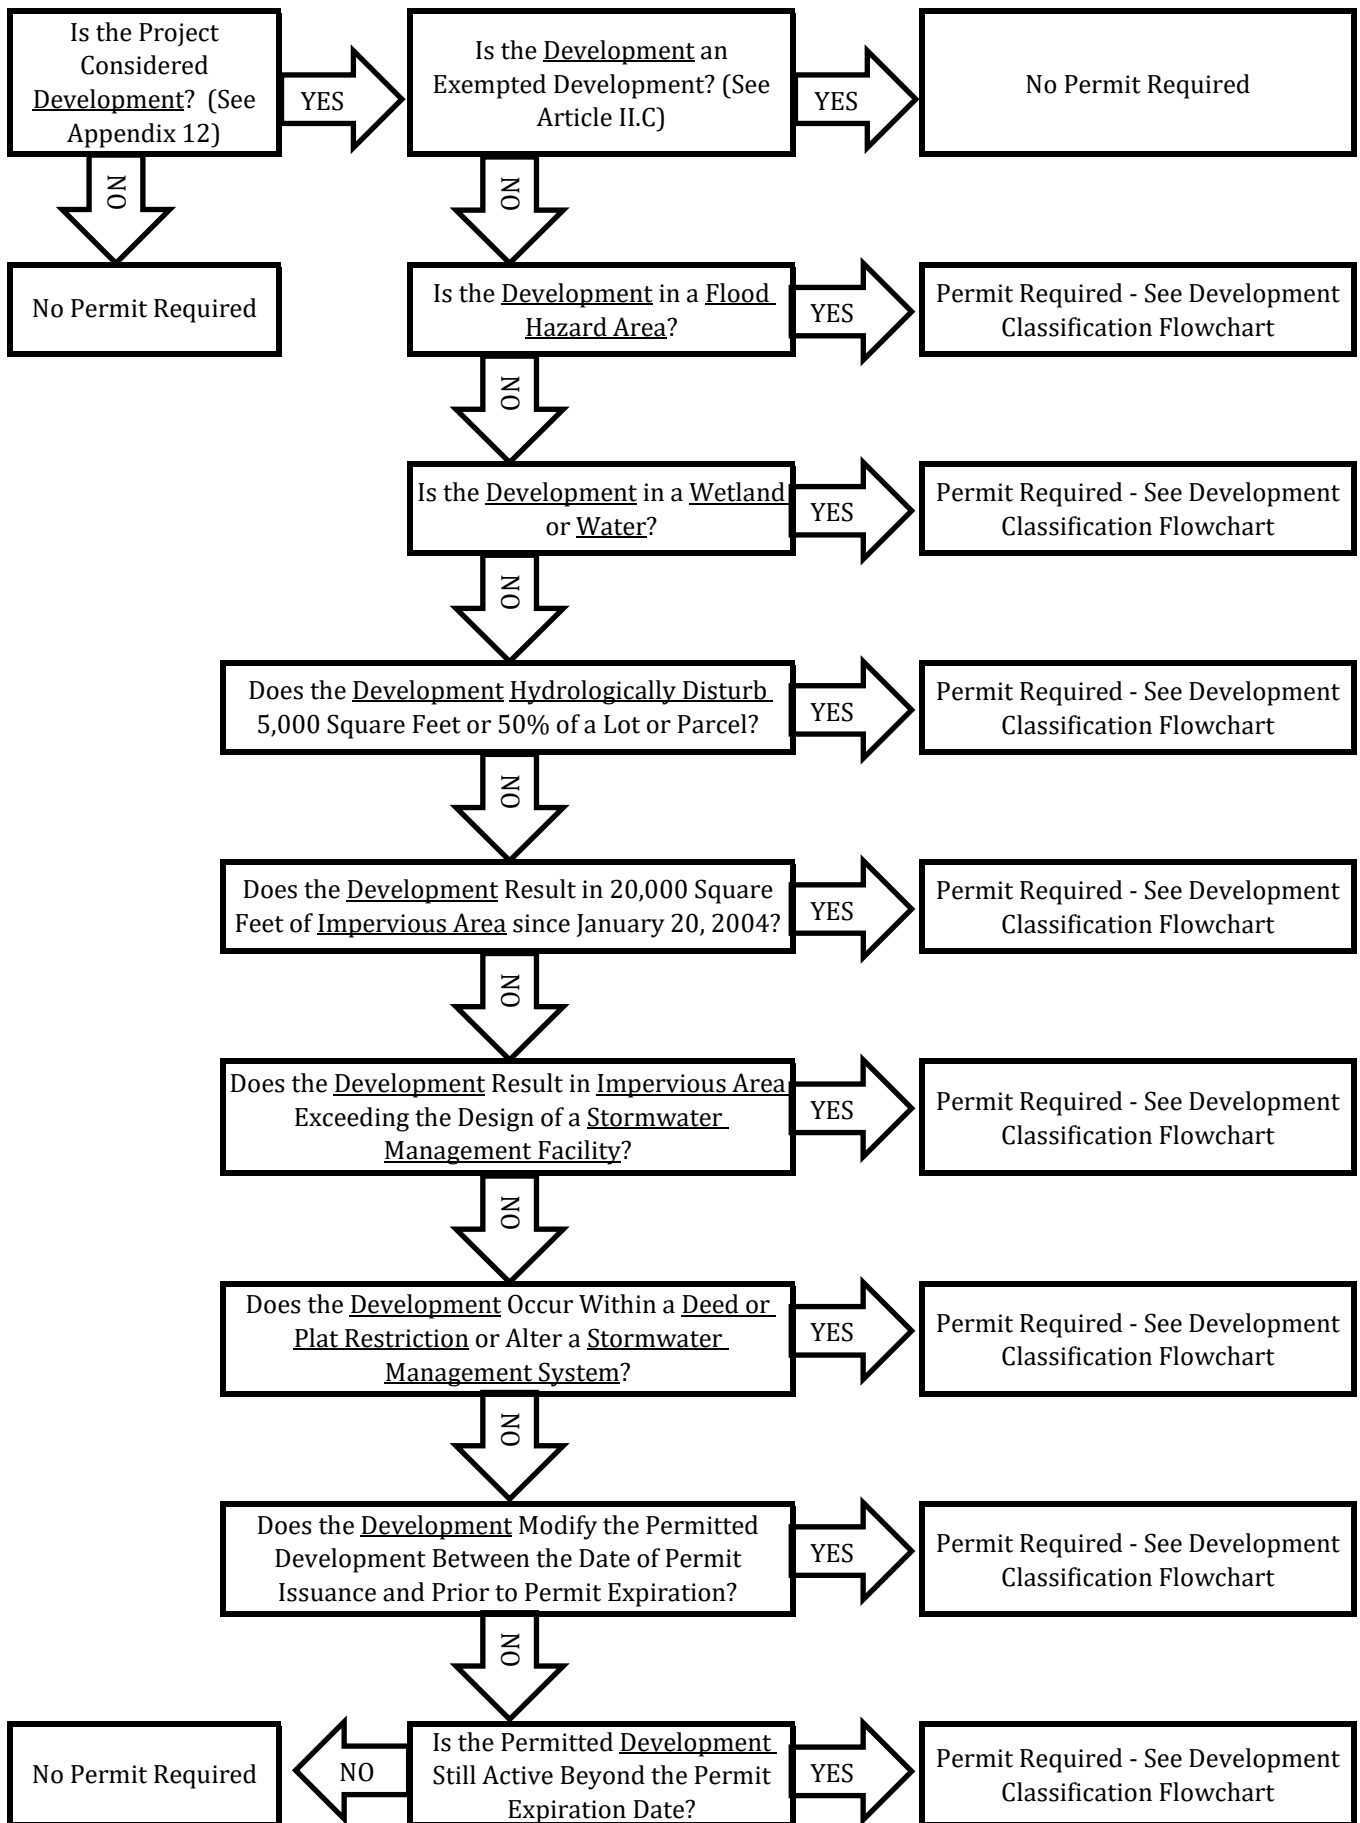 Is the Project
Considered
Development? (See
Appendix 12)
YES
Is the Development an
Exempted Development? (See
Article II.C)
YES
No Permit Required
NO
NO
No Permit Required
Is the Development in a Flood
Hazard Area?
YES
Permit Required - See Development
Classification Flowchart
NO
Is the Development in a Wetland
or Water?
YES
Permit Required - See Development
Classification Flowchart
NO
Does the Development Hydrologically Disturb
5,000 Square Feet or 50% of a Lot or Parcel?
YES
Permit Required - See Development
Classification Flowchart
NO
Does the Development Result in 20,000 Square
Feet of Impervious Area since January 20, 2004?
YES
Permit Required - See Development
Classification Flowchart
NO
Does the Development Result in Impervious Area
Exceeding the Design of a Stormwater
Management Facility?
YES
Permit Required - See Development
Classification Flowchart
NO
Does the Development Occur Within a Deed or
Plat Restriction or Alter a Stormwater
Management System?
YES
Permit Required - See Development
Classification Flowchart
NO
Does the Development Modify the Permitted
Development Between the Date of Permit
Issuance and Prior to Permit Expiration?
YES
Permit Required - See Development
Classification Flowchart
NO
No Permit Required
NO
Is the Permitted Development
Still Active Beyond the Permit
Expiration Date?
YES
Permit Required - See Development
Classification Flowchart